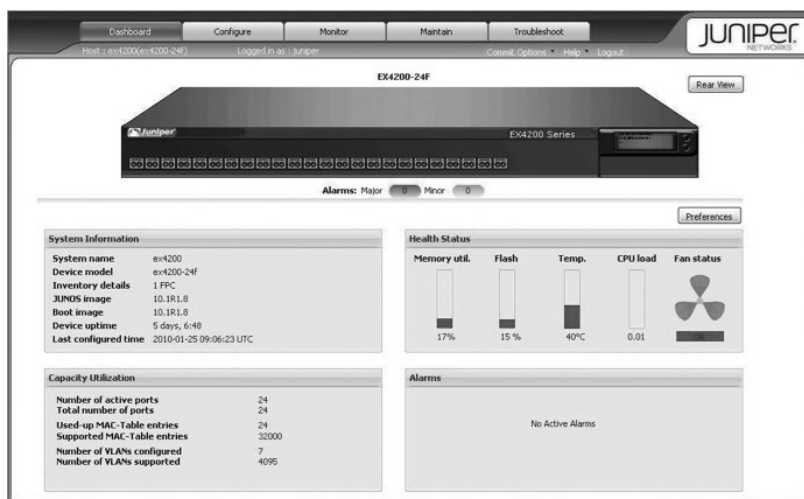 Dashboard Configure Monitor Maintain Troubleshoot
JUNIPER
NETWORKS
Host : ex4200(ex4200-24f) Logged in as : Juniper Commit Options Help Logout
EX4200-24F
Rear View
Juniper
EX4200 Series
Alarms: Major 0 Minor 0
Preferences
System Information
System name ex4200
Device model ex4200-24f
Inventory details 1 FPC
JUNOS image 10.1R1.8
Boot image 10.1R1.8
Device uptime 5 days, 6:48
Last configured time 2010-01-25 09:06:23 UTC
Health Status
Memory util. Flash Temp. CPU load Fan status
17% 15 % 40°C 0.01 OK
Capacity Utilization
Number of active ports 24
Total number of ports 24
Used-up MAC-Table entries 24
Supported MAC-Table entries 32000
Number of VLANs configured 7
Number of VLANs supported 4095
Alarms
No Active Alarms